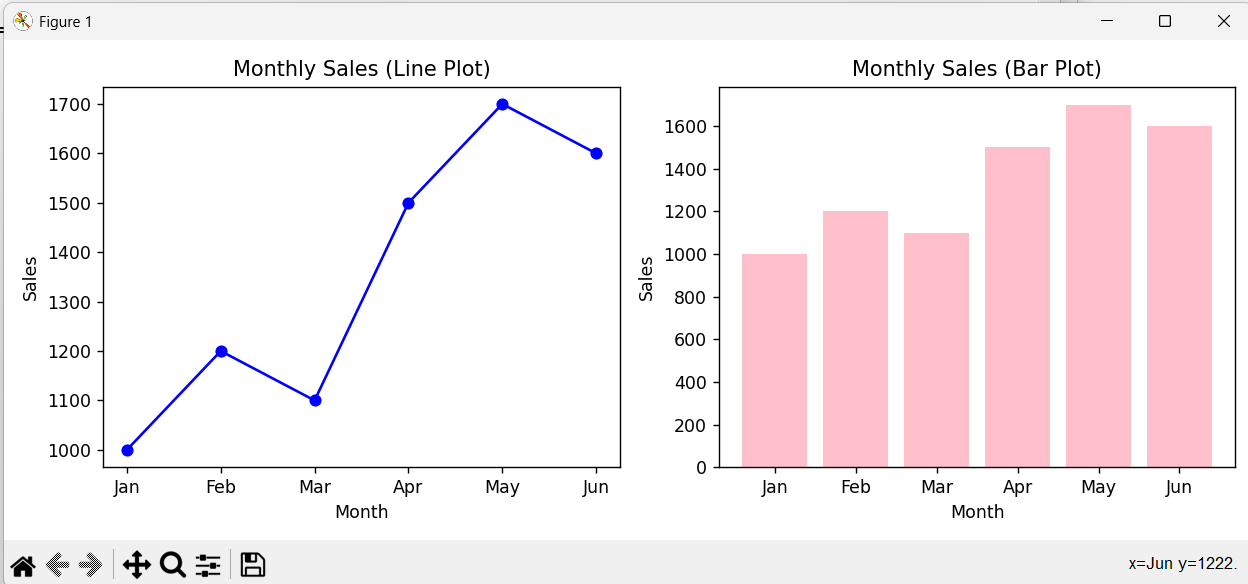 Figure 1
Monthly Sales (Line Plot)
1700
1600
1500
1400
1300
1200
1100
1000
Sales
Jan Feb Mar Apr May Jun
Month
Monthly Sales (Bar Plot)
1600
1400
1200
1000
800
600
400
200
0
Sales
Jan Feb Mar Apr May Jun
Month
x=Jun y=1222.